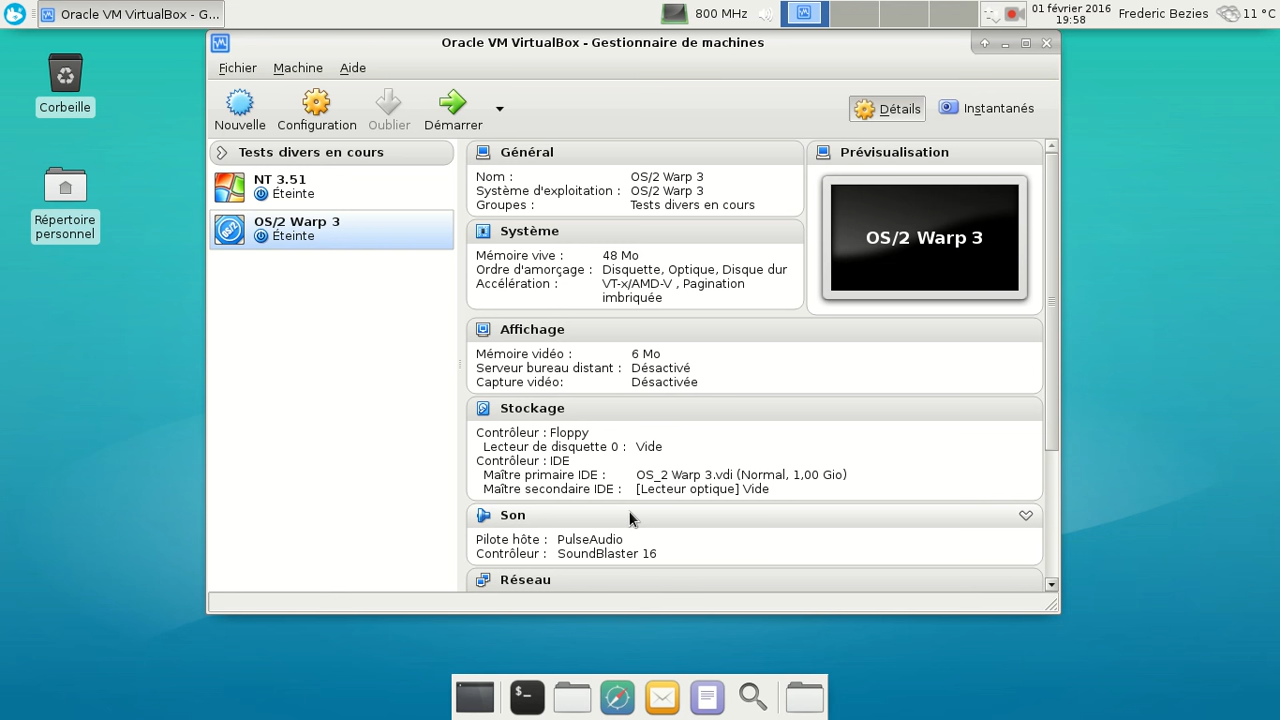 Oracle VM VirtualBox - G...
800 MHz
01 février 2016
19:58
Frederic Bezies
11 °C
Corbeille
Répertoire
personnel
Oracle VM VirtualBox - Gestionnaire de machines
Fichier Machine Aide
Nouvelle Configuration Oublier Démarrer
Détails Instantanés
Tests divers en cours
NT 3.51
Éteinte
OS/2 Warp 3
Éteinte
Général
Nom : OS/2 Warp 3
Système d'exploitation : OS/2 Warp 3
Groupes : Tests divers en cours
Prévisualisation
OS/2 Warp 3
Système
Mémoire vive : 48 Mo
Ordre d'amorçage : Disquette, Optique, Disque dur
Accélération : VT-x/AMD-V , Pagination
imbriquée
Affichage
Mémoire vidéo : 6 Mo
Serveur bureau distant : Désactivé
Capture vidéo: Désactivée
Stockage
Contrôleur : Floppy
Lecteur de disquette 0 : Vide
Contrôleur : IDE
Maître primaire IDE : OS_2 Warp 3.vdi (Normal, 1,00 Gio)
Maître secondaire IDE : [Lecteur optique] Vide
Son
Pilote hôte : PulseAudio
Contrôleur : SoundBlaster 16
Réseau